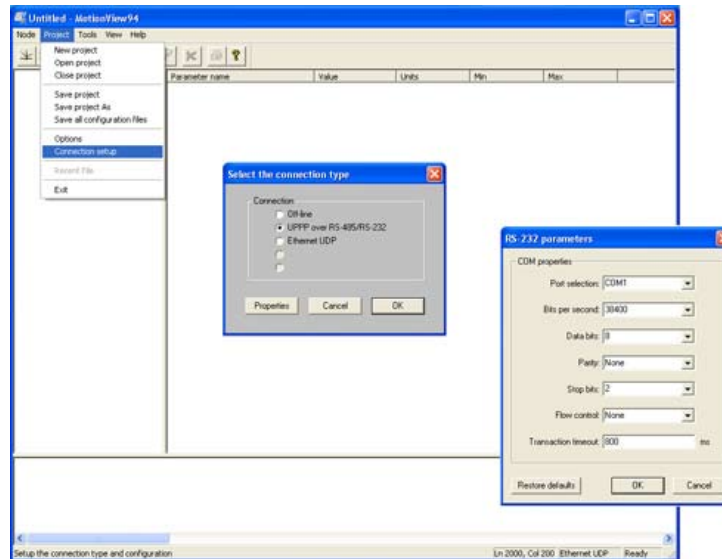 Untitled - MotionView94
Node Project Tools View Help
New project
Open project
Close project
Save project
Save project As
Save all configuration files
Options
Connection setup
Recent File
Exit
Parameter name Value Units Min Max
Select the connection type
Connection
Off-line
UPPP over RS-485/RS-232
Ethernet UDP
Properties Cancel OK
RS-232 parameters
COM properties
Port selection: COM1
Bits per second: 38400
Data bits: 8
Parity: None
Stop bits: 2
Flow control: None
Transaction timeout: 800 ms
Restore defaults OK Cancel
Setup the connection type and configuration Ln 2000, Col 200 Ethernet UDP Ready